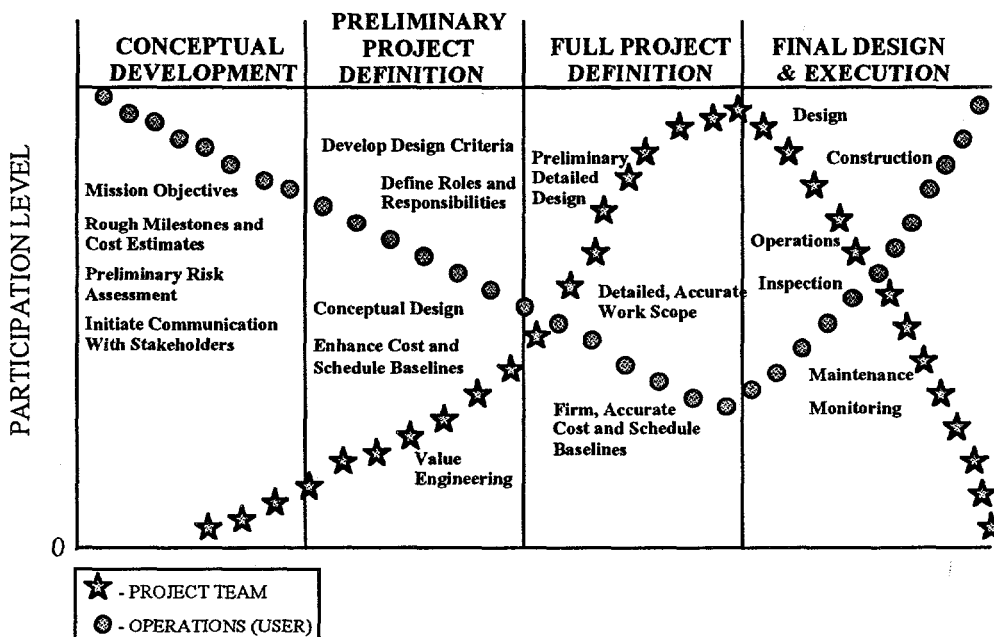 CONCEPTUAL
DEVELOPMENT
PRELIMINARY
PROJECT
DEFINITION
FULL PROJECT
DEFINITION
FINAL DESIGN
& EXECUTION
PARTICIPATION LEVEL
Mission Objectives
Rough Milestones and
Cost Estimates
Preliminary Risk
Assessment
Initiate Communication
With Stakeholders
Develop Design Criteria
Define Roles and
Responsibilities
Conceptual Design
Enhance Cost and
Schedule Baselines
Value
Engineering
Preliminary
Detailed
Design
Detailed, Accurate
Work Scope
Firm, Accurate
Cost and Schedule
Baselines
Design
Construction
Operations
Inspection
Maintenance
Monitoring
0
- PROJECT TEAM
- OPERATIONS (USER)